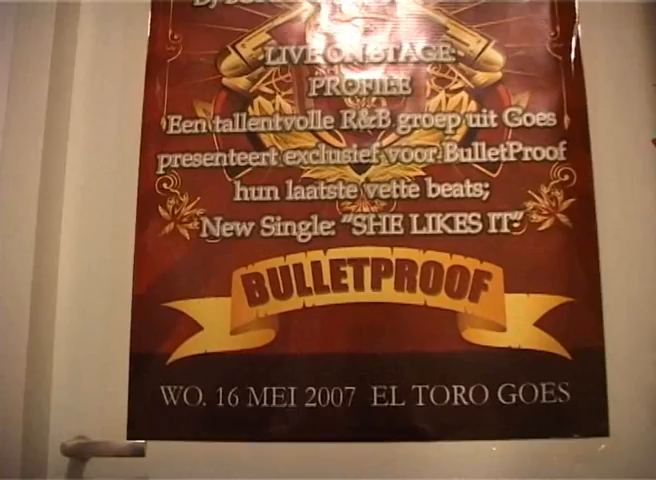 LIVE ON STAGE
PROFILE
Een tallentvolle R&B groep uit Goes
presenteert exclusief voor BulletProof
hun laatste vette beats;
New Single: "SHE LIKES IT"
BULLETPROOF
WO. 16 MEI 2007 EL TORO GOES